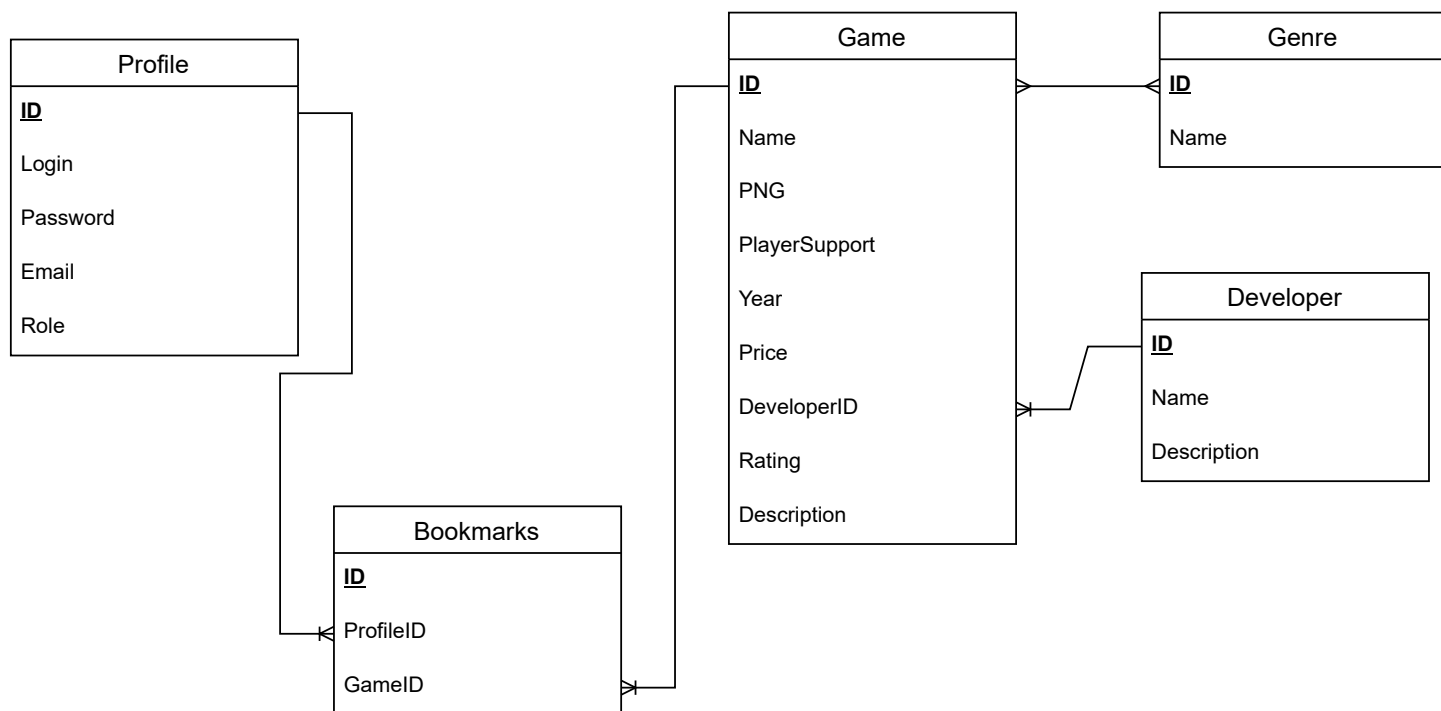 Profile
ID
Login
Password
Email
Role
Bookmarks
ID
ProfileID
GameID
Game
ID
Name
PNG
PlayerSupport
Year
Price
DeveloperID
Rating
Description
Genre
ID
Name
Developer
ID
Name
Description